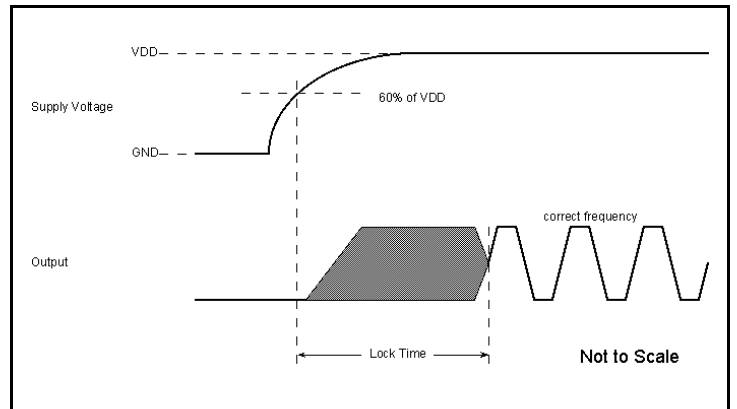 VDD
60% of VDD
Supply Voltage
GND
correct frequency
Output
Lock Time
Not to Scale